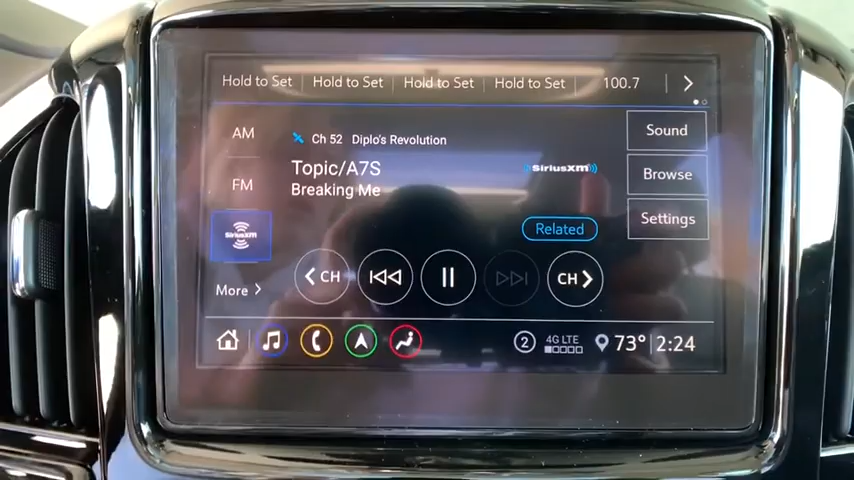 Hold to Set Hold to Set Hold to Set Hold to Set 100.7
AM
Ch 52 Diplo's Revolution
Sound
Topic/A7S
SiriusXM
Browse
FM
Breaking Me
SiriusXM
Related
Settings
CH
CH
More
2
4G LTE
73° 2:24